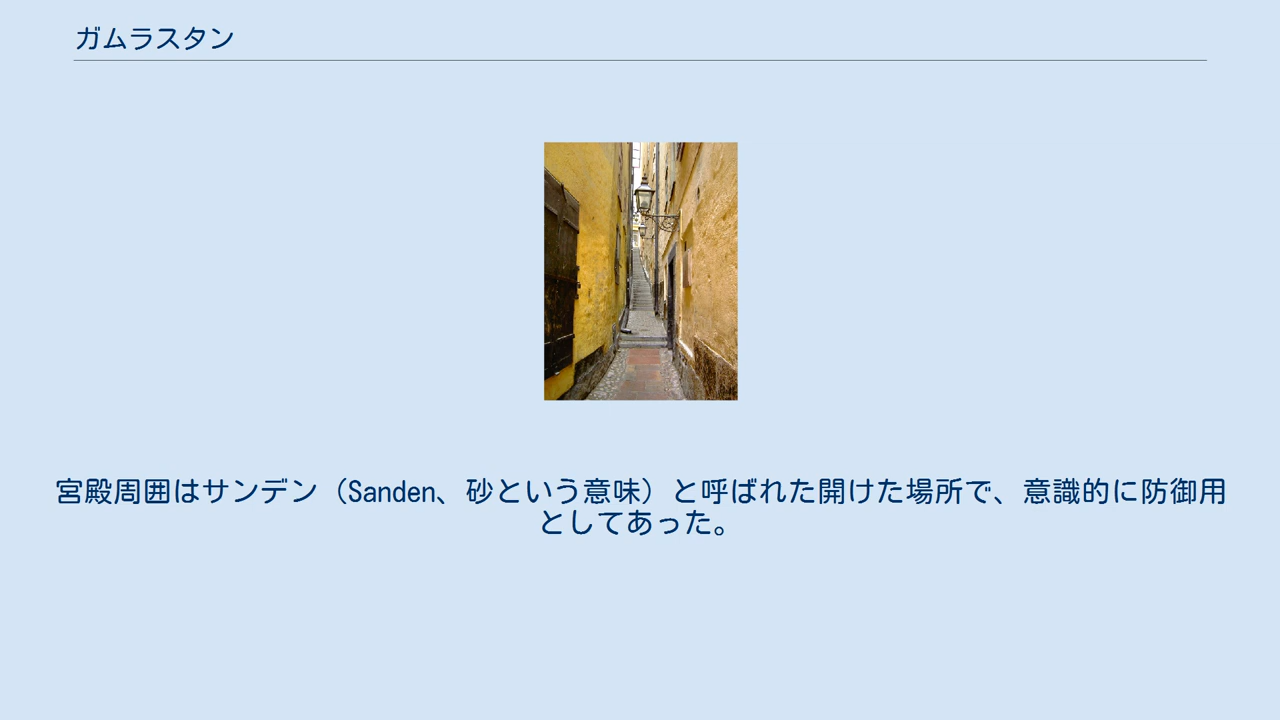 ガムラスタン
宮殿周囲はサンデン（Sanden、砂という意味）と呼ばれた開けた場所で、意識的に防御用
としてあった。